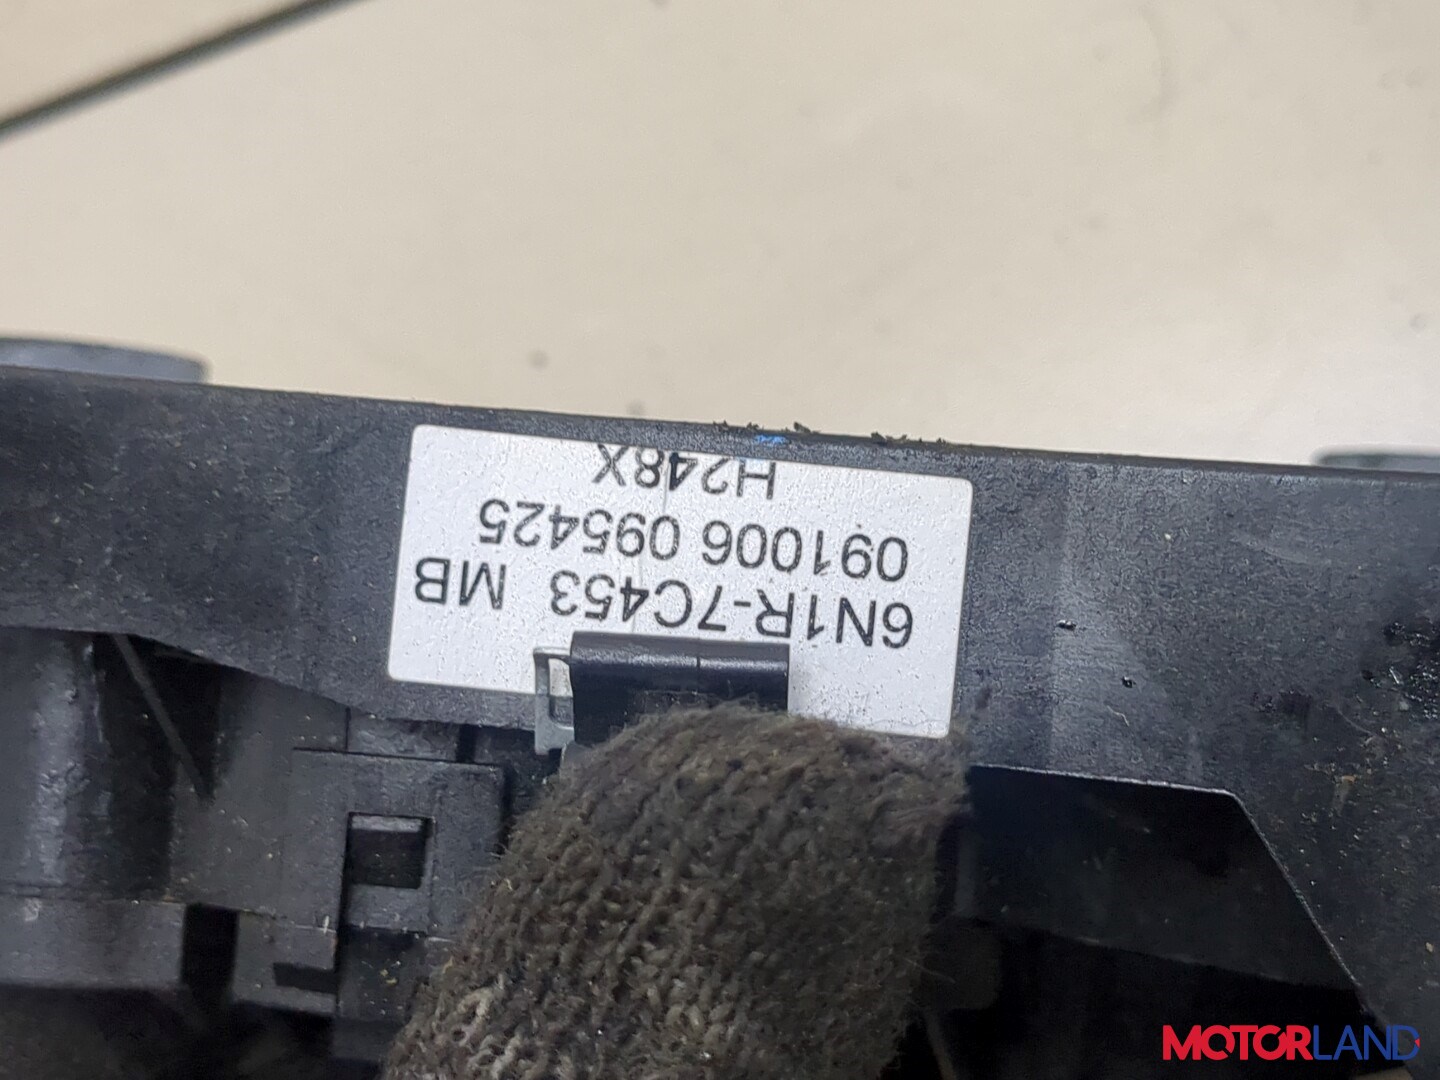 6N1R-7C453 MB
091006 095425
H248X
MOTORLAND